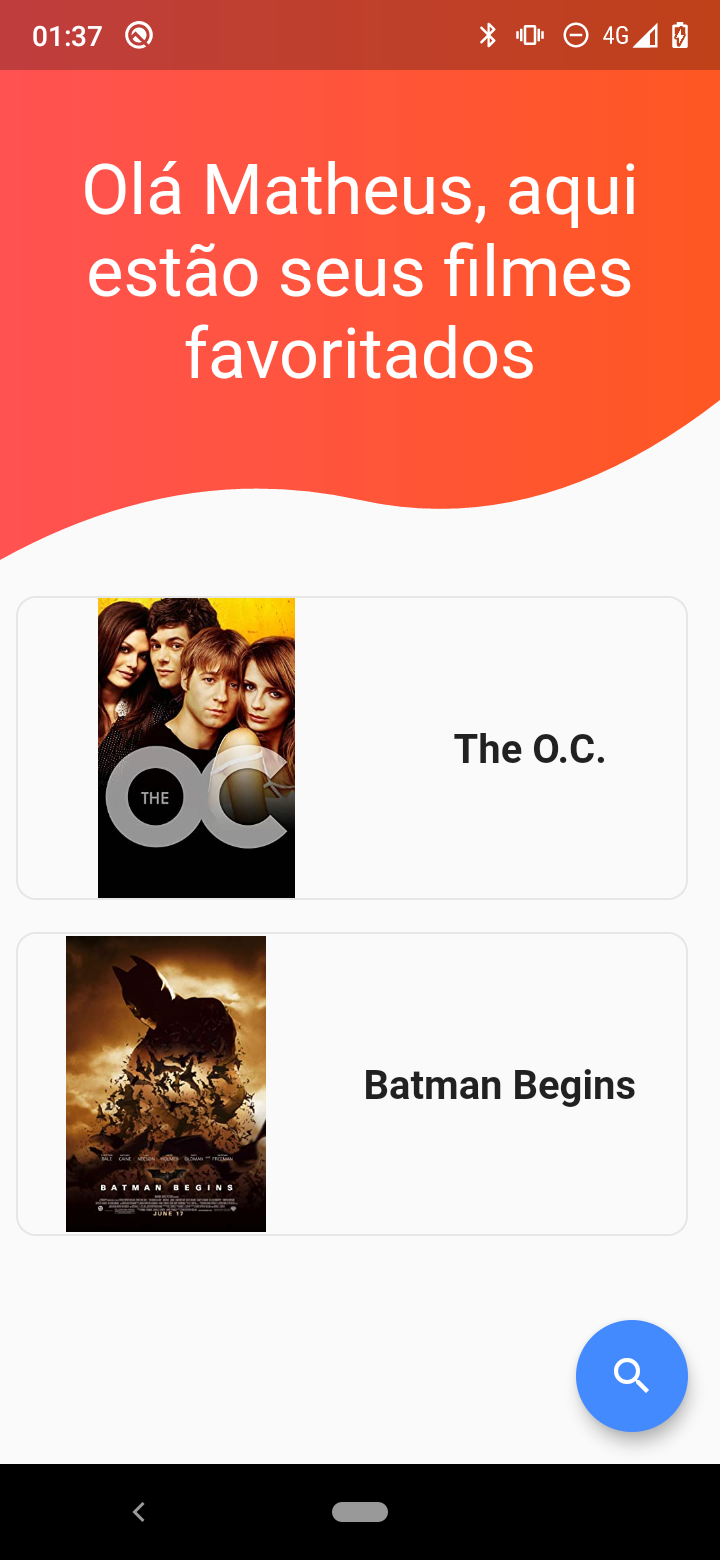 01:37
4G
Olá Matheus, aqui
estão seus filmes
favoritados
THE
OC
The O.C.
BATMAN BEGINS
JUNE 17
Batman Begins